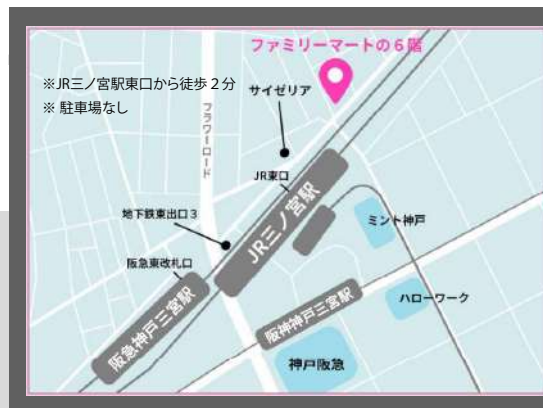 ファミリーマートの６階
※JR三ノ宮駅東口から徒歩２分
※ 駐車場なし
サイゼリア
フラワーロード
JR東口
地下鉄東出口３
JR三ノ宮駅
ミント神戸
阪急東改札口
阪急神戸三宮駅
阪神神戸三宮駅
ハローワーク
神戸阪急